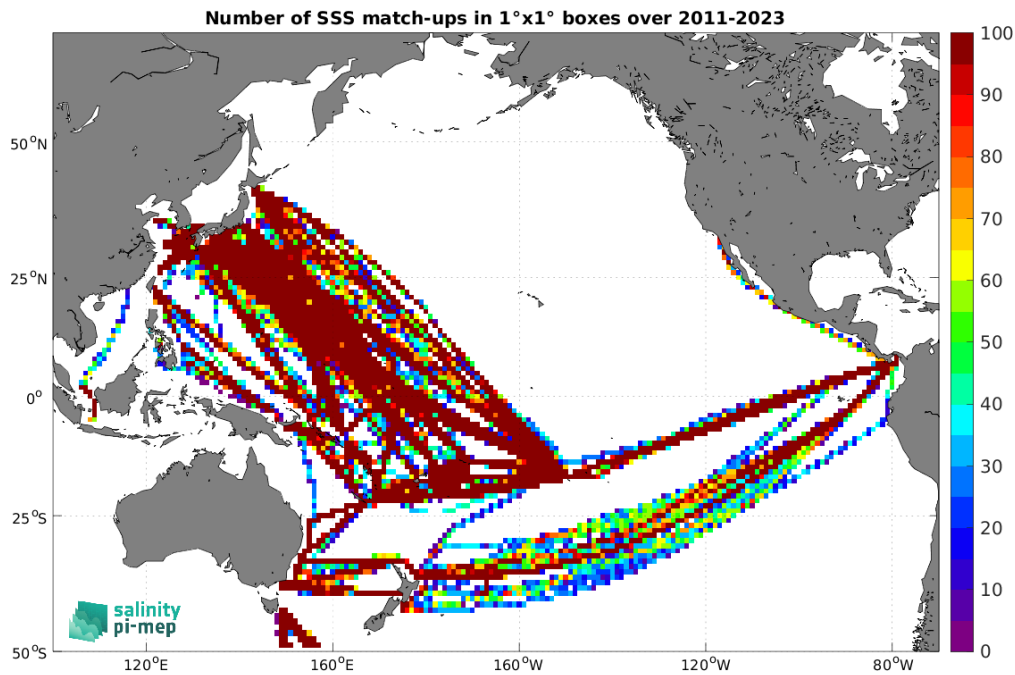 Number of SSS match-ups in 1°x1° boxes over 2011-2023
100
90
80
70
60
50
40
30
20
10
0
50°N
25°N
0°
25°S
50°S
120°E
160°E
160°W
120°W
80°W
salinity
pi-mep